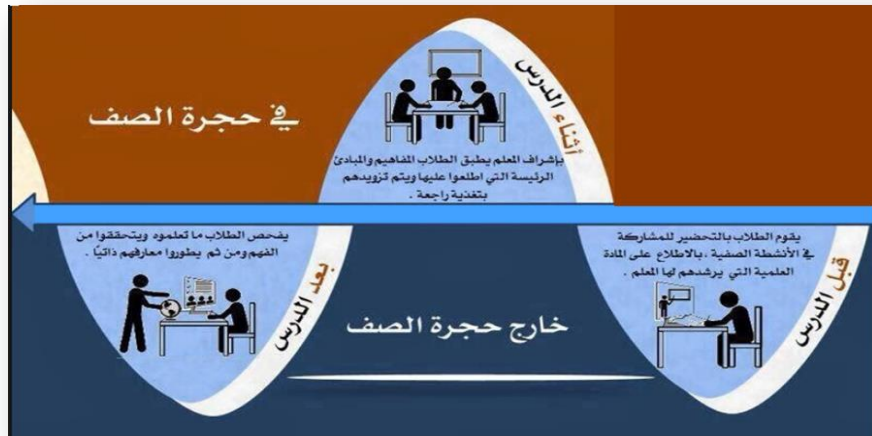 في حجرة الصف
أثناء الدرس
بإشراف المعلم يطبق الطلاب المفاهيم والمبادئ
الرئيسة التي اطلعوا عليها ويتم تزويدهم
بتغذية راجعة .
قبل الدرس
يقوم الطلاب بالتحضير للمشاركة
في الأنشطة الصفية ، بالاطلاع على المادة
العلمية التي يرشدهم لها المعلم .
خارج حجرة الصف
بعد الدرس
يفحص الطلاب ما تعلموه ويتحققوا من
الفهم ومن ثم يطوروا معارفهم ذاتيًا .